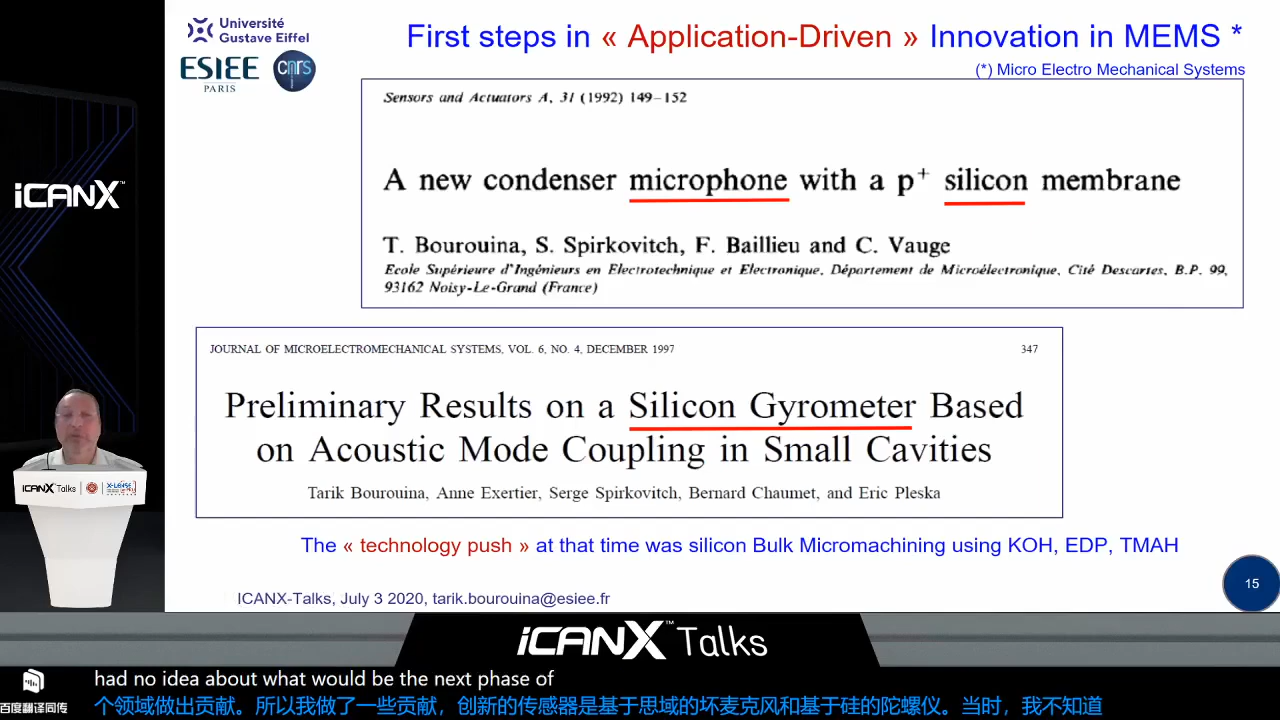 Université
Gustave Eiffel
ESIEE
PARIS
cnrs
First steps in « Application-Driven » Innovation in MEMS *
(*) Micro Electro Mechanical Systems
Sensors and Actuators A, 31 (1992) 149–152
A new condenser microphone with a p+ silicon membrane
T. Bourouina, S. Spirkovitch, F. Baillieu and C. Vauge
Ecole Supérieure d'Ingénieurs en Electrotechnique et Electronique, Département de Microélectronique, Cité Descartes, B.P. 99,
93162 Noisy-Le-Grand (France)
iCANX™
JOURNAL OF MICROELECTROMECHANICAL SYSTEMS, VOL. 6, NO. 4, DECEMBER 1997 347
Preliminary Results on a Silicon Gyrometer Based
on Acoustic Mode Coupling in Small Cavities
Tarik Bourouina, Anne Exertier, Serge Spirkovitch, Bernard Chaumet, and Eric Pleska
iCANX Talks
The « technology push » at that time was silicon Bulk Micromachining using KOH, EDP, TMAH
15
ICANX-Talks, July 3 2020, tarik.bourouina@esiee.fr
iCANX™ Talks
had no idea about what would be the next phase of
百度翻译同传
个领域做出贡献。所以我做了一些贡献，创新的传感器是基于思域的坏麦克风和基于硅的陀螺仪。当时，我不知道